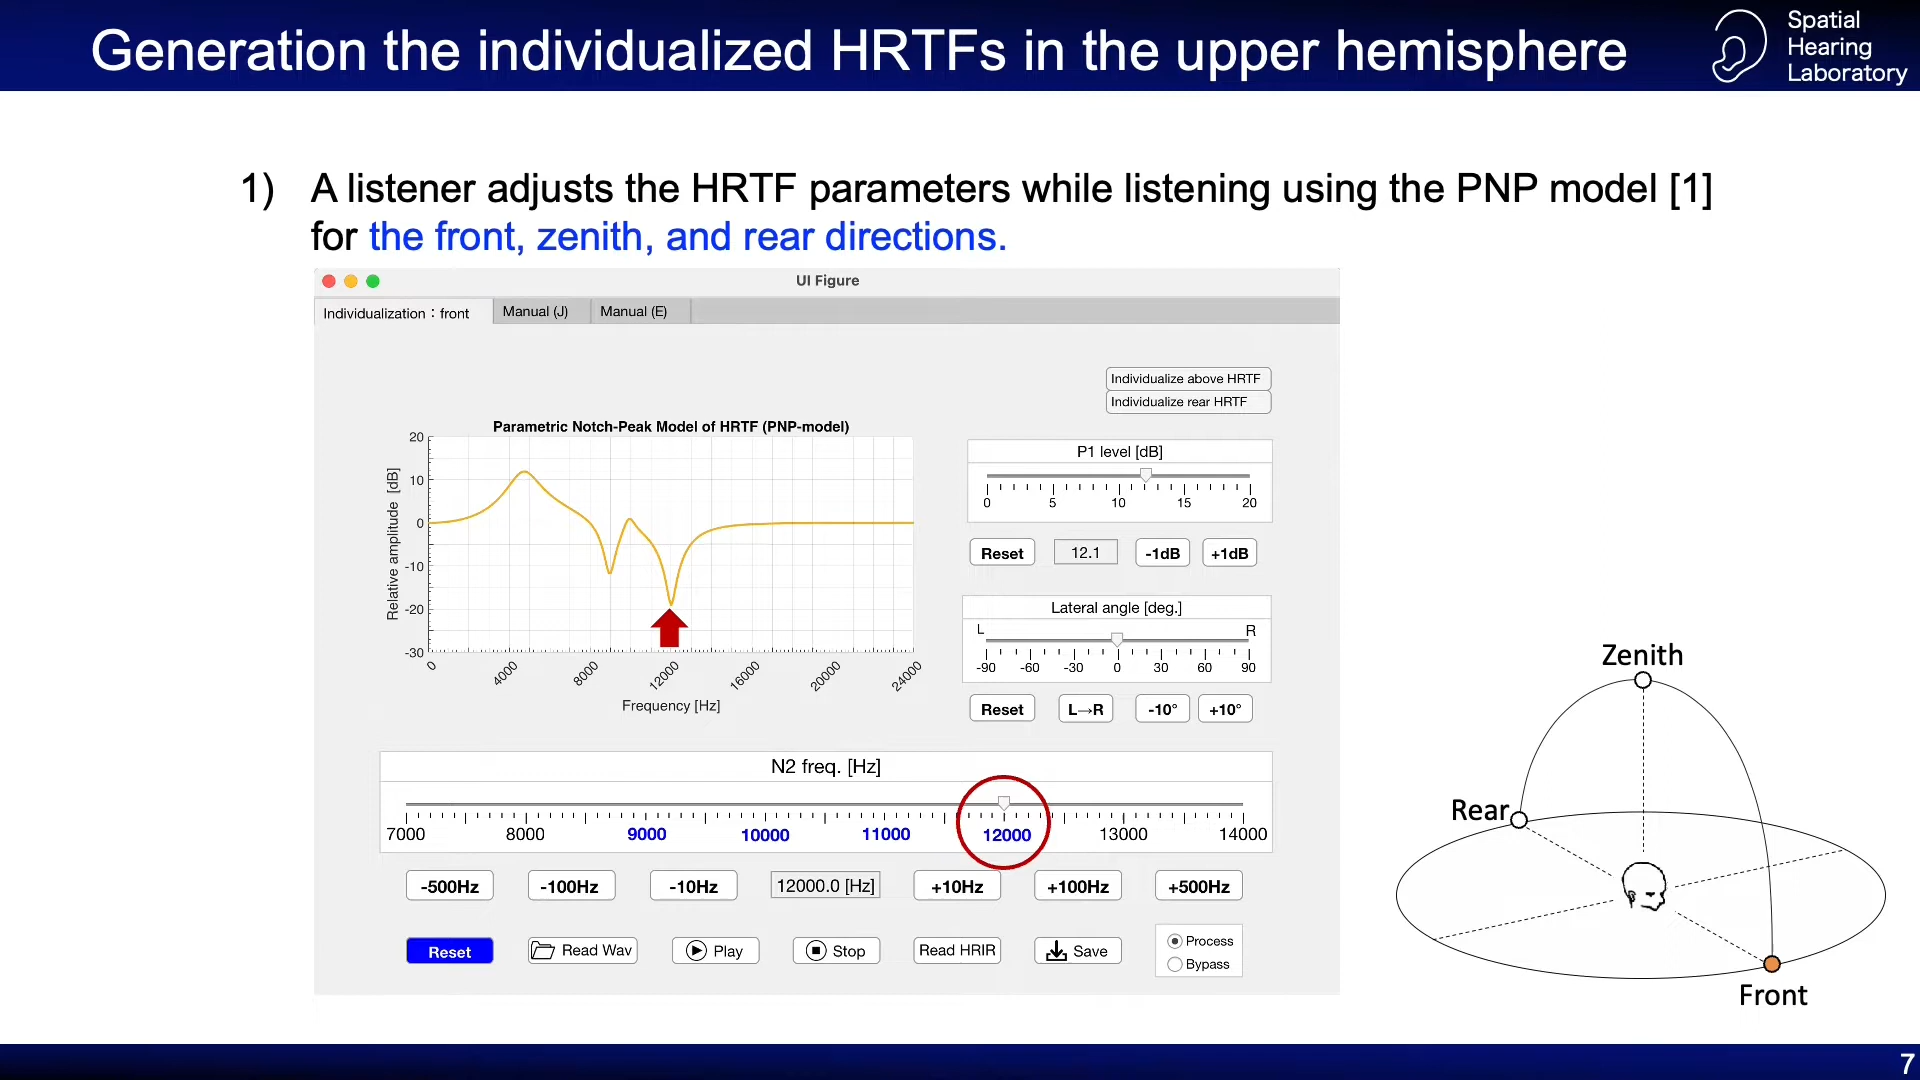 Generation the individualized HRTFs in the upper hemisphere
Spatial
Hearing
Laboratory
1) A listener adjusts the HRTF parameters while listening using the PNP model [1]
for the front, zenith, and rear directions.
UI Figure
Individualization：front
Manual (J)
Manual (E)
Individualize above HRTF
Individualize rear HRTF
Parametric Notch-Peak Model of HRTF (PNP-model)
Relative amplitude [dB]
20
10
0
-10
-20
-30
0 4000 8000 12000 16000 20000 24000
Frequency [Hz]
P1 level [dB]
0 5 10 15 20
Reset 12.1 -1dB +1dB
Lateral angle [deg.]
L R
-90 -60 -30 0 30 60 90
Reset L→R -10° +10°
N2 freq. [Hz]
7000 8000 9000 10000 11000 12000 13000 14000
-500Hz -100Hz -10Hz 12000.0 [Hz] +10Hz +100Hz +500Hz
Reset Read Wav Play Stop Read HRIR Save
Process
Bypass
Zenith
Rear
Front
7